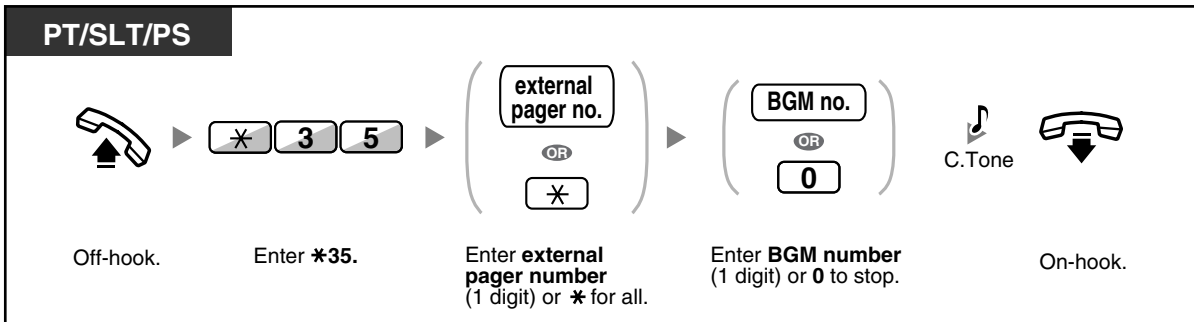 PT/SLT/PS
external
pager no.
OR
✳
BGM no.
OR
0
✳ 3 5
C.Tone
Off-hook.
Enter ✳35.
Enter external
pager number
(1 digit) or ✳ for all.
Enter BGM number
(1 digit) or 0 to stop.
On-hook.